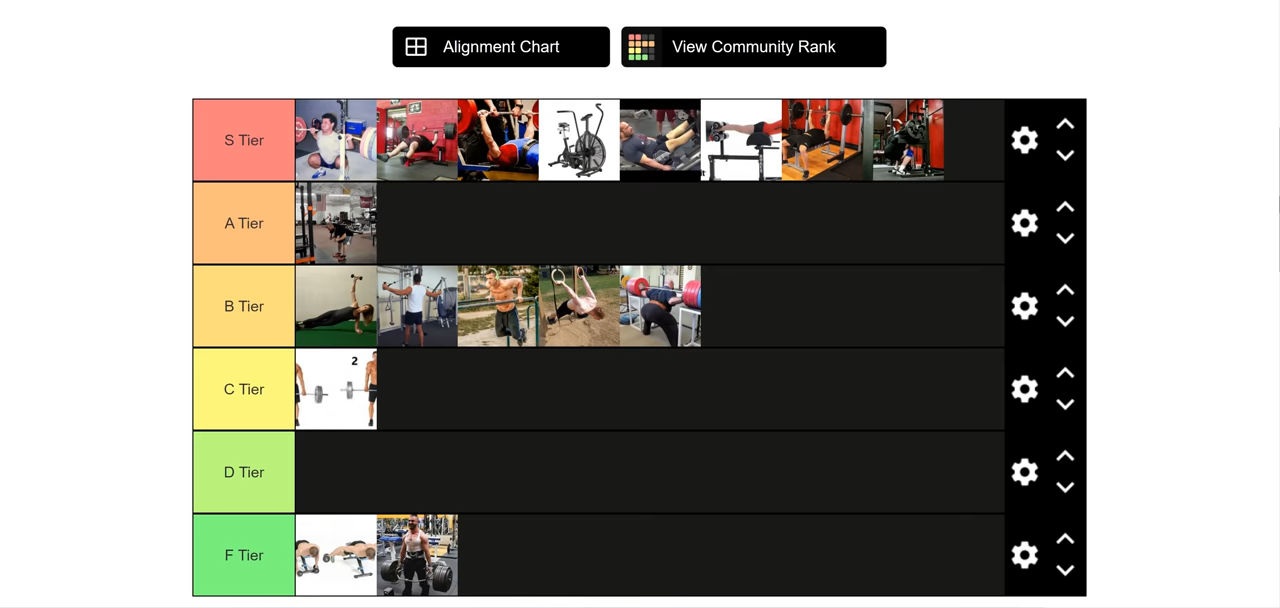 Alignment Chart
View Community Rank
S Tier
A Tier
B Tier
C Tier
2
D Tier
F Tier